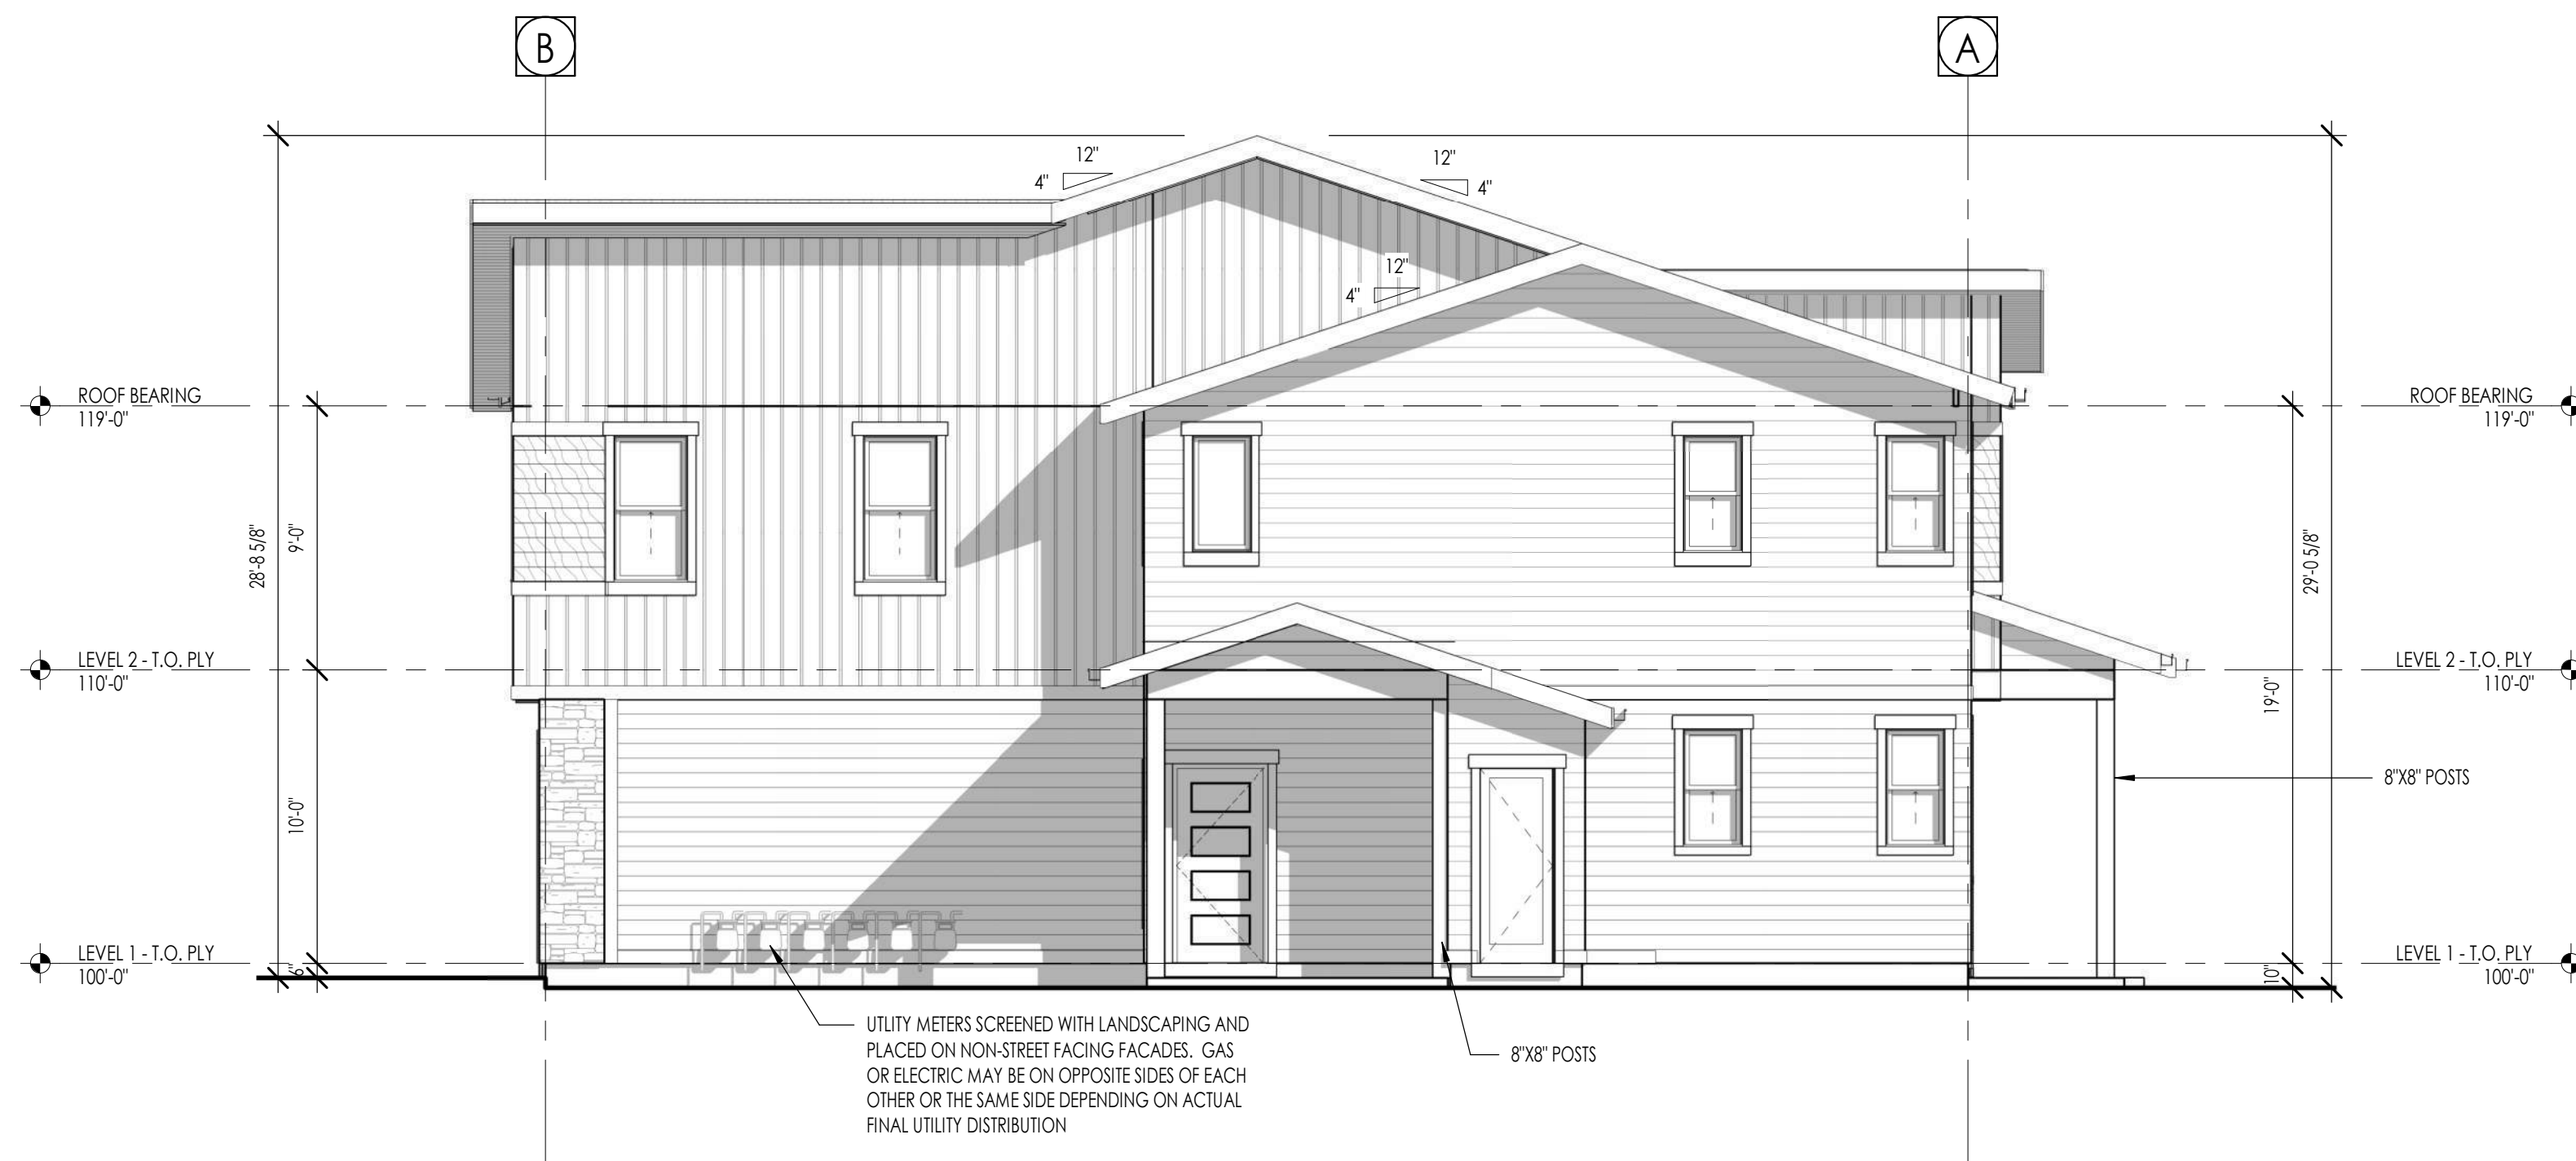 B
A
12"
4"
12"
4"
12"
4"
ROOF BEARING
119'-0"
ROOF BEARING
119'-0"
28'-8 5/8"
9'-0"
29'-0 5/8"
LEVEL 2 - T.O. PLY
110'-0"
LEVEL 2 - T.O. PLY
110'-0"
19'-0"
8"X8" POSTS
10'-0"
LEVEL 1 - T.O. PLY
100'-0"
6"
LEVEL 1 - T.O. PLY
100'-0"
10"
UTLITY METERS SCREENED WITH LANDSCAPING AND
PLACED ON NON-STREET FACING FACADES. GAS
OR ELECTRIC MAY BE ON OPPOSITE SIDES OF EACH
OTHER OR THE SAME SIDE DEPENDING ON ACTUAL
FINAL UTILITY DISTRIBUTION
8"X8" POSTS